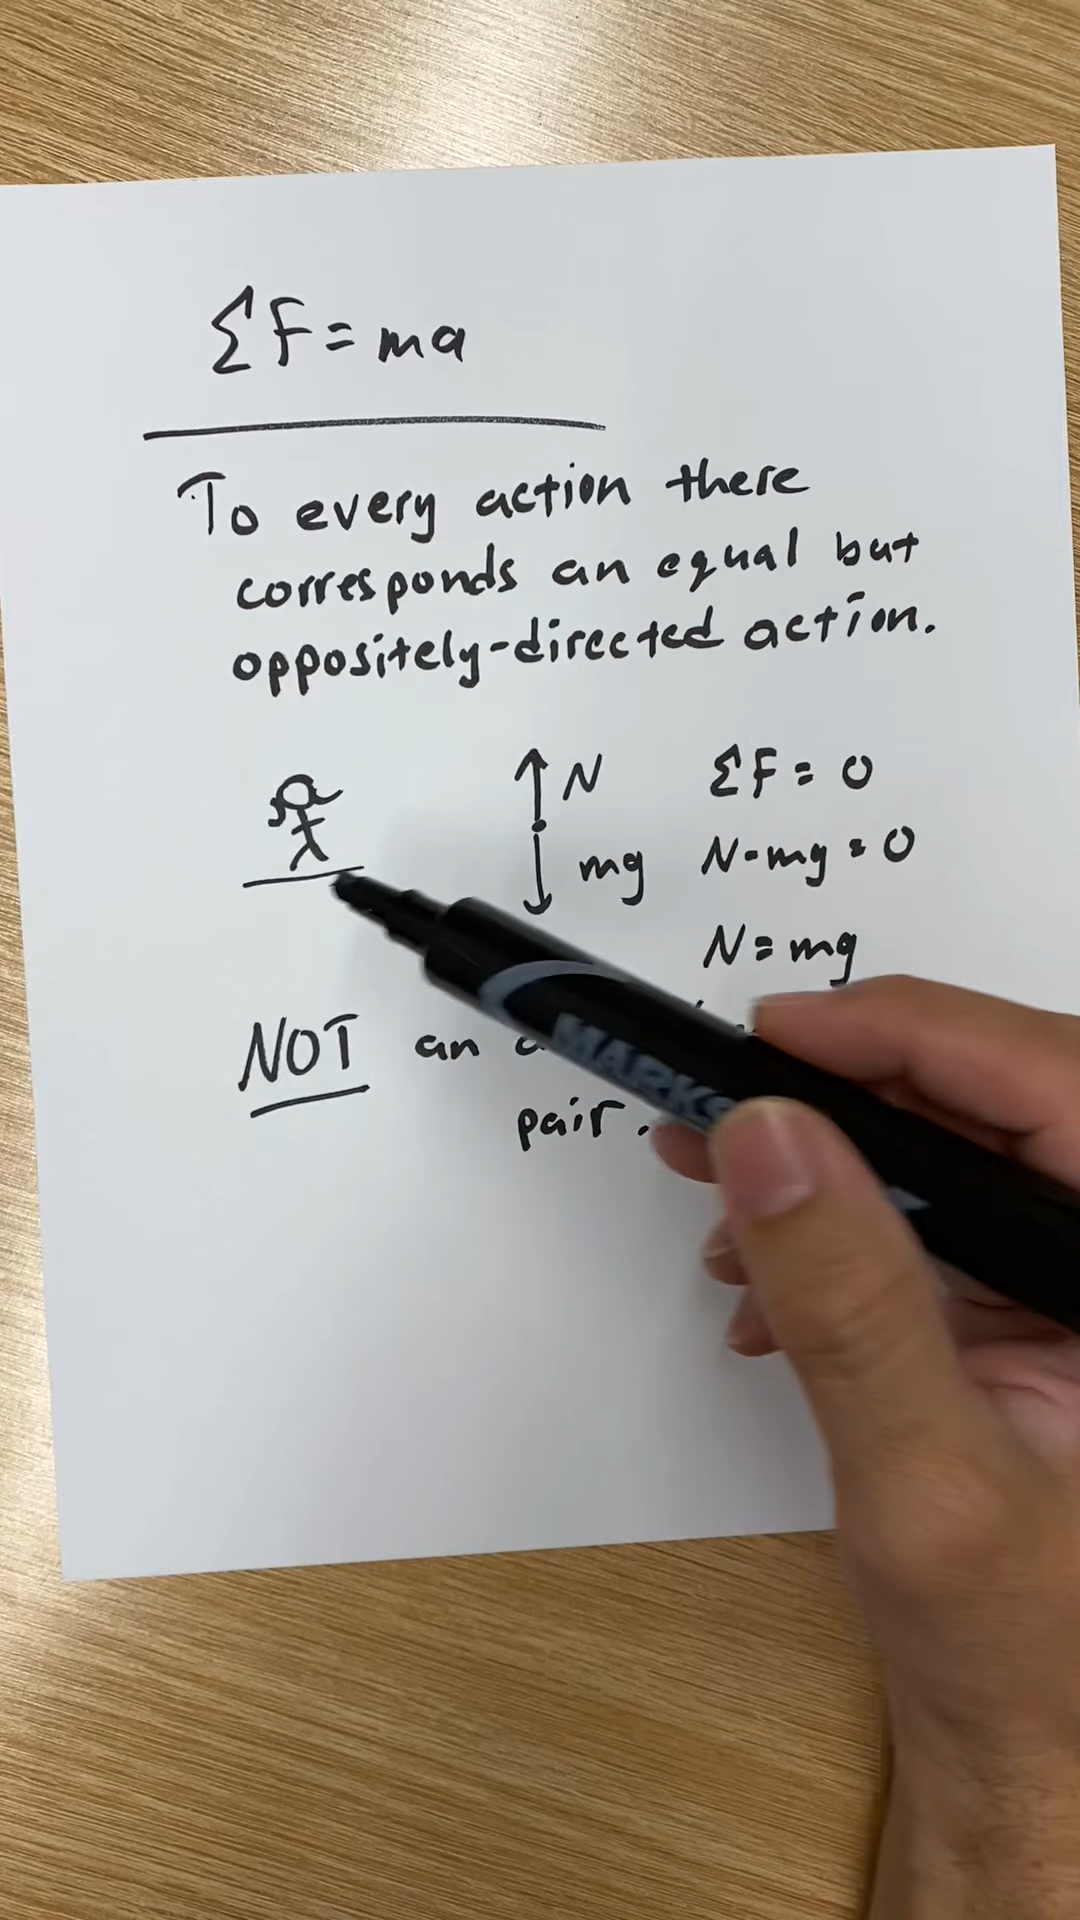 ΣF = ma
To every action there
corresponds an equal but
oppositely-directed action.
N ΣF = 0
mg N - mg = 0
N = mg
NOT an
pair.
MARKS